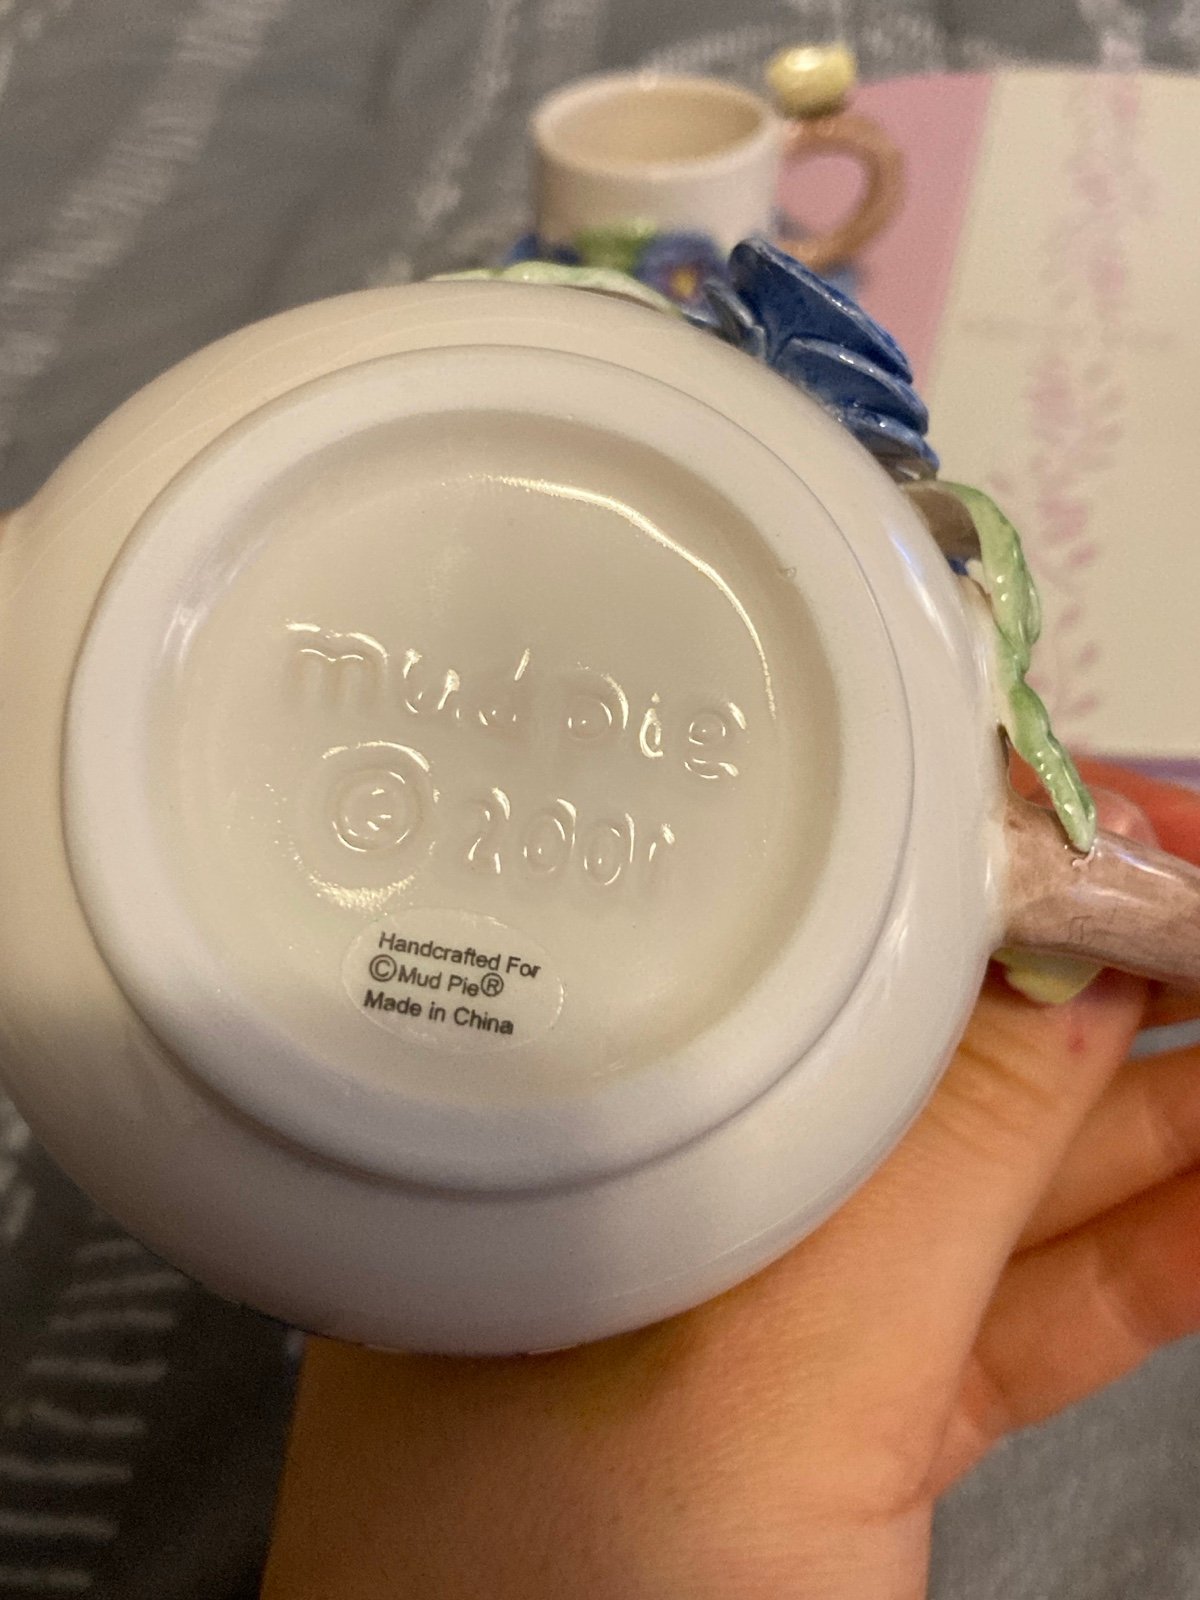 mud pie
© 2001
Handcrafted For
©Mud Pie®
Made in China